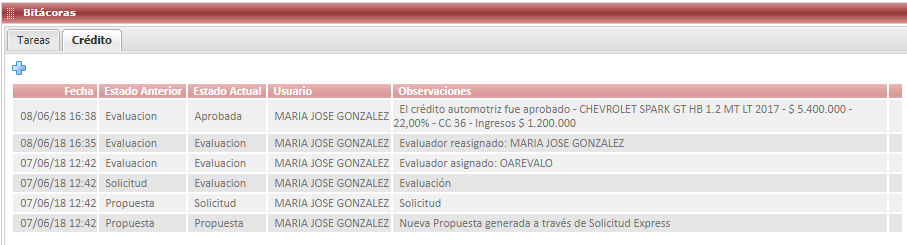 Bitácoras
Tareas Crédito
Fecha Estado Anterior Estado Actual Usuario Observaciones
08/06/18 16:38 Evaluacion Aprobada MARIA JOSE GONZALEZ El crédito automotriz fue aprobado - CHEVROLET SPARK GT HB 1.2 MT LT 2017 - $ 5.400.000 -
22,00% - CC 36 - Ingresos $ 1.200.000
08/06/18 16:35 Evaluacion Evaluacion MARIA JOSE GONZALEZ Evaluador reasignado: MARIA JOSE GONZALEZ
07/06/18 12:42 Evaluacion Evaluacion MARIA JOSE GONZALEZ Evaluador asignado: OAREVALO
07/06/18 12:42 Solicitud Evaluacion MARIA JOSE GONZALEZ Evaluación
07/06/18 12:42 Propuesta Solicitud MARIA JOSE GONZALEZ Solicitud
07/06/18 12:42 Propuesta Propuesta MARIA JOSE GONZALEZ Nueva Propuesta generada a través de Solicitud Express